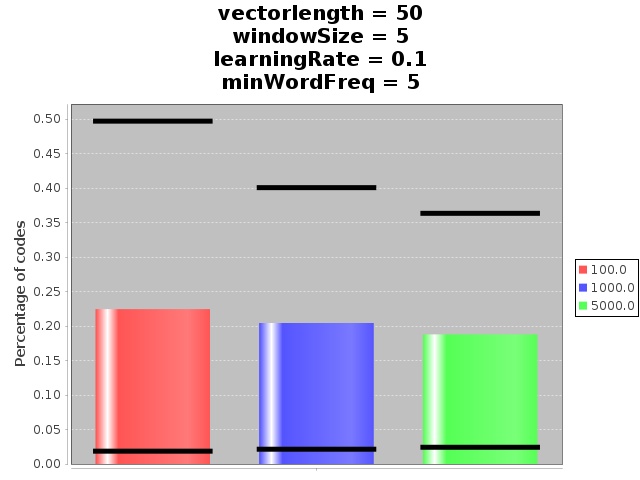 vectorlength = 50
windowSize = 5
learningRate = 0.1
minWordFreq = 5
Percentage of codes
0.50
0.45
0.40
0.35
0.30
0.25
0.20
0.15
0.10
0.05
0.00
100.0
1000.0
5000.0